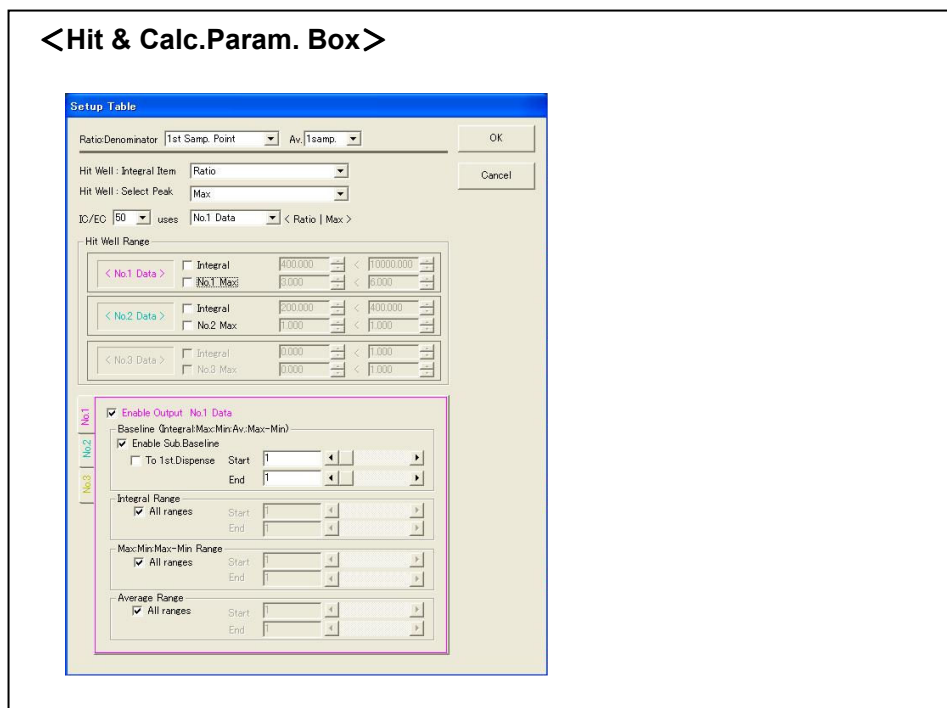 ＜Hit & Calc.Param. Box＞
Setup Table
Ratio:Denominator 1st Samp. Point Av. 1samp. OK
Hit Well : Integral Item Ratio Cancel
Hit Well : Select Peak Max
IC/EC 50 uses No.1 Data < Ratio | Max >
Hit Well Range
< No.1 Data > Integral 400.000 < 10000.000
No.1 Max 3.000 < 6.000
< No.2 Data > Integral 200.000 < 400.000
No.2 Max 1.000 < 1.000
< No.3 Data > Integral 0.000 < 1.000
No.3 Max 0.000 < 1.000
No.1
No.2
No.3
Enable Output No.1 Data
Baseline (Integral:Max:Min:Av.:Max-Min)
Enable Sub.Baseline
To 1st.Dispense Start 1
End 1
Integral Range
All ranges Start 1
End 1
Max:Min:Max-Min Range
All ranges Start 1
End 1
Average Range
All ranges Start 1
End 1